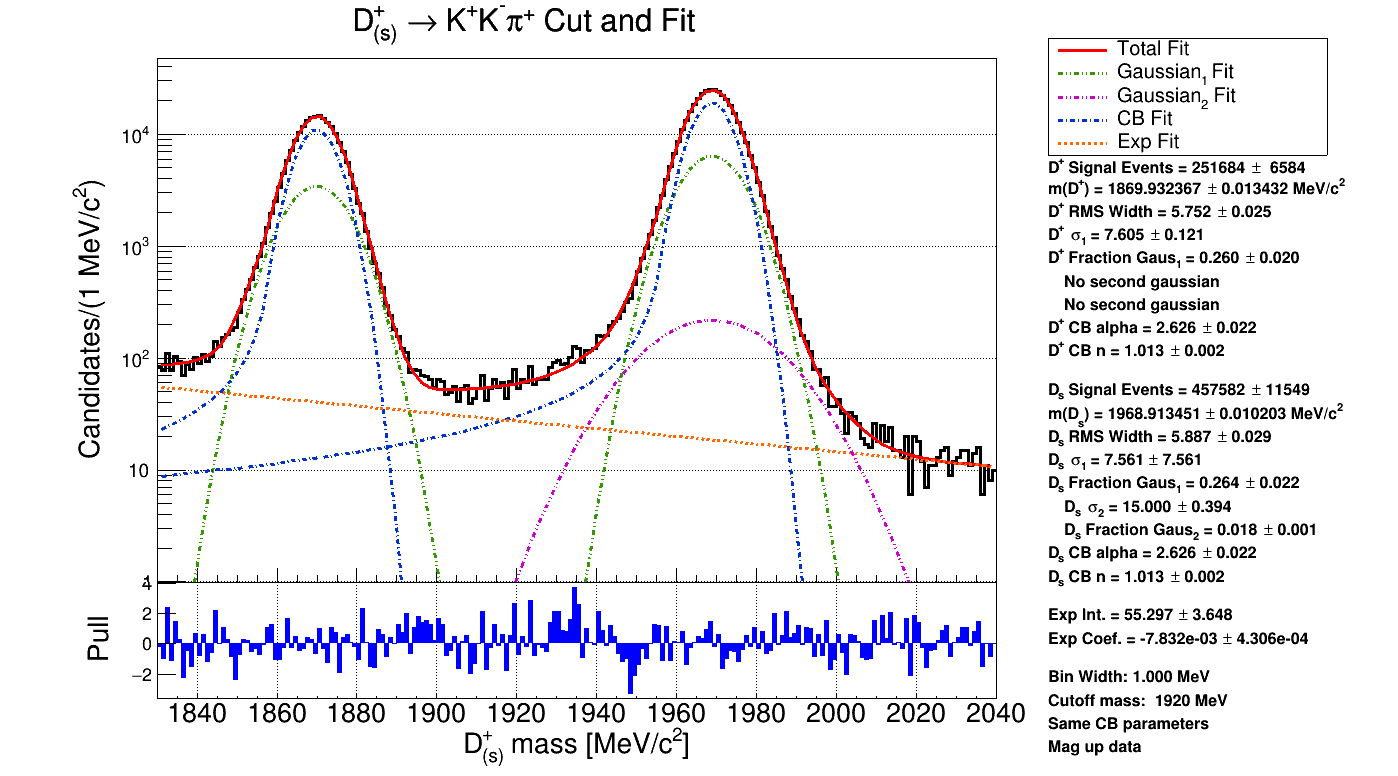 D⁺₍ₛ₎ → K⁺K⁻π⁺ Cut and Fit
Candidates/(1 MeV/c²)
10⁴
10³
10²
10
1
4
2
0
−2
Pull
1840 1860 1880 1900 1920 1940 1960 1980 2000 2020 2040
D⁺₍ₛ₎ mass [MeV/c²]
Total Fit
Gaussian₁ Fit
Gaussian₂ Fit
CB Fit
Exp Fit
D⁺ Signal Events = 251684 ± 6584
m(D⁺) = 1869.932367 ± 0.013432 MeV/c²
D⁺ RMS Width = 5.752 ± 0.025
D⁺ σ₁ = 7.605 ± 0.121
D⁺ Fraction Gaus₁ = 0.260 ± 0.020
No second gaussian
No second gaussian
D⁺ CB alpha = 2.626 ± 0.022
D⁺ CB n = 1.013 ± 0.002
Dₛ Signal Events = 457582 ± 11549
m(Dₛ) = 1968.913451 ± 0.010203 MeV/c²
Dₛ RMS Width = 5.887 ± 0.029
Dₛ σ₁ = 7.561 ± 7.561
Dₛ Fraction Gaus₁ = 0.264 ± 0.022
Dₛ σ₂ = 15.000 ± 0.394
Dₛ Fraction Gaus₂ = 0.018 ± 0.001
Dₛ CB alpha = 2.626 ± 0.022
Dₛ CB n = 1.013 ± 0.002
Exp Int. = 55.297 ± 3.648
Exp Coef. = -7.832e-03 ± 4.306e-04
Bin Width: 1.000 MeV
Cutoff mass: 1920 MeV
Same CB parameters
Mag up data